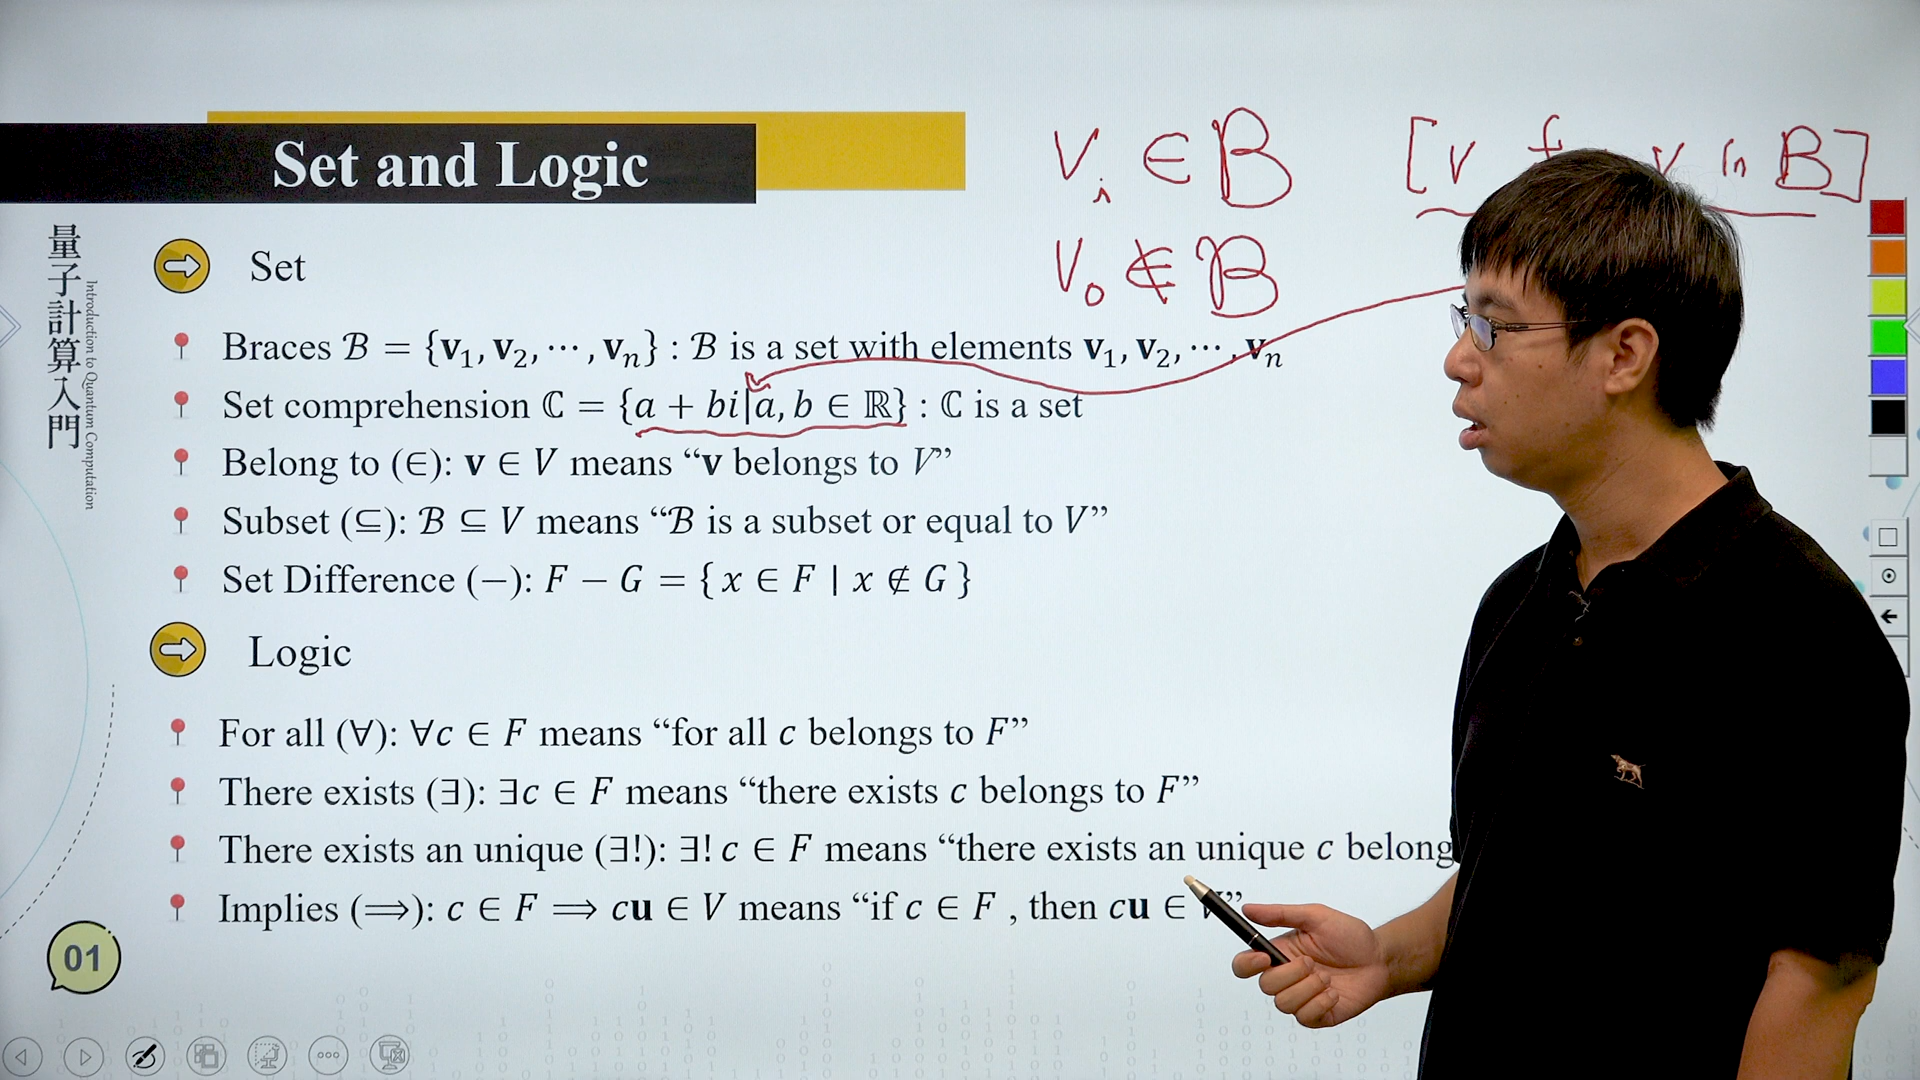 Set and Logic
v_i ∈ B
[v f v in B]
v_0 ∉ B
量子計算入門
Introduction to Quantum Computation
Set
Braces ℬ = {v₁, v₂, ⋯, vₙ} : ℬ is a set with elements v₁, v₂, ⋯, vₙ
Set comprehension ℂ = {a + bi|a, b ∈ ℝ} : ℂ is a set
Belong to (∈): v ∈ V means “v belongs to V”
Subset (⊆): ℬ ⊆ V means “ℬ is a subset or equal to V”
Set Difference (−): F − G = { x ∈ F | x ∉ G }
Logic
For all (∀): ∀c ∈ F means “for all c belongs to F”
There exists (∃): ∃c ∈ F means “there exists c belongs to F”
There exists an unique (∃!): ∃! c ∈ F means “there exists an unique c belong
Implies (⟹): c ∈ F ⟹ cu ∈ V means “if c ∈ F , then cu ∈ V”
01